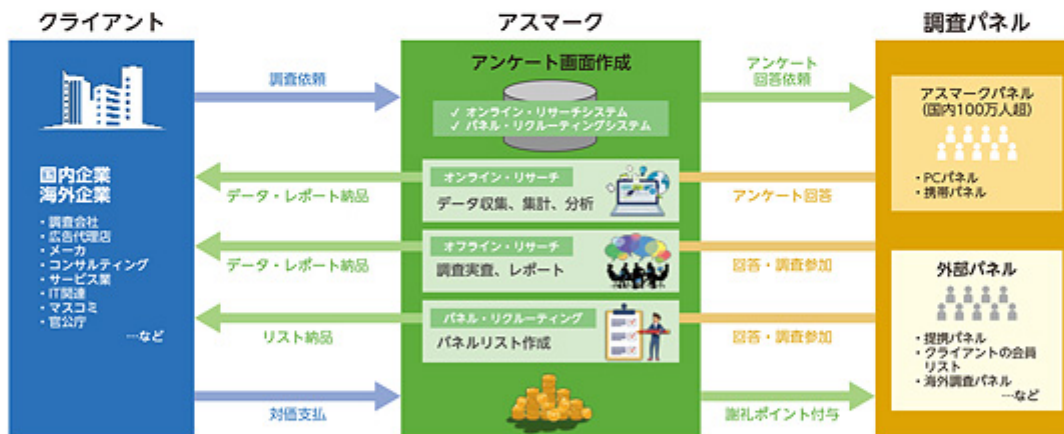 クライアント
アスマーク
調査パネル
国内企業
海外企業
・調査会社
・広告代理店
・メーカ
・コンサルティング
・サービス業
・IT関連
・マスコミ
・官公庁
…など
調査依頼
データ・レポート納品
データ・レポート納品
リスト納品
対価支払
アンケート画面作成
✓ オンライン・リサーチシステム
✓ パネル・リクルーティングシステム
オンライン・リサーチ
データ収集、集計、分析
オフライン・リサーチ
調査実査、レポート
パネル・リクルーティング
パネルリスト作成
アンケート
回答依頼
アンケート回答
回答・調査参加
回答・調査参加
謝礼ポイント付与
アスマークパネル
(国内100万人超)
・PCパネル
・携帯パネル
外部パネル
・提携パネル
・クライアントの会員
リスト
・海外調査パネル
…など